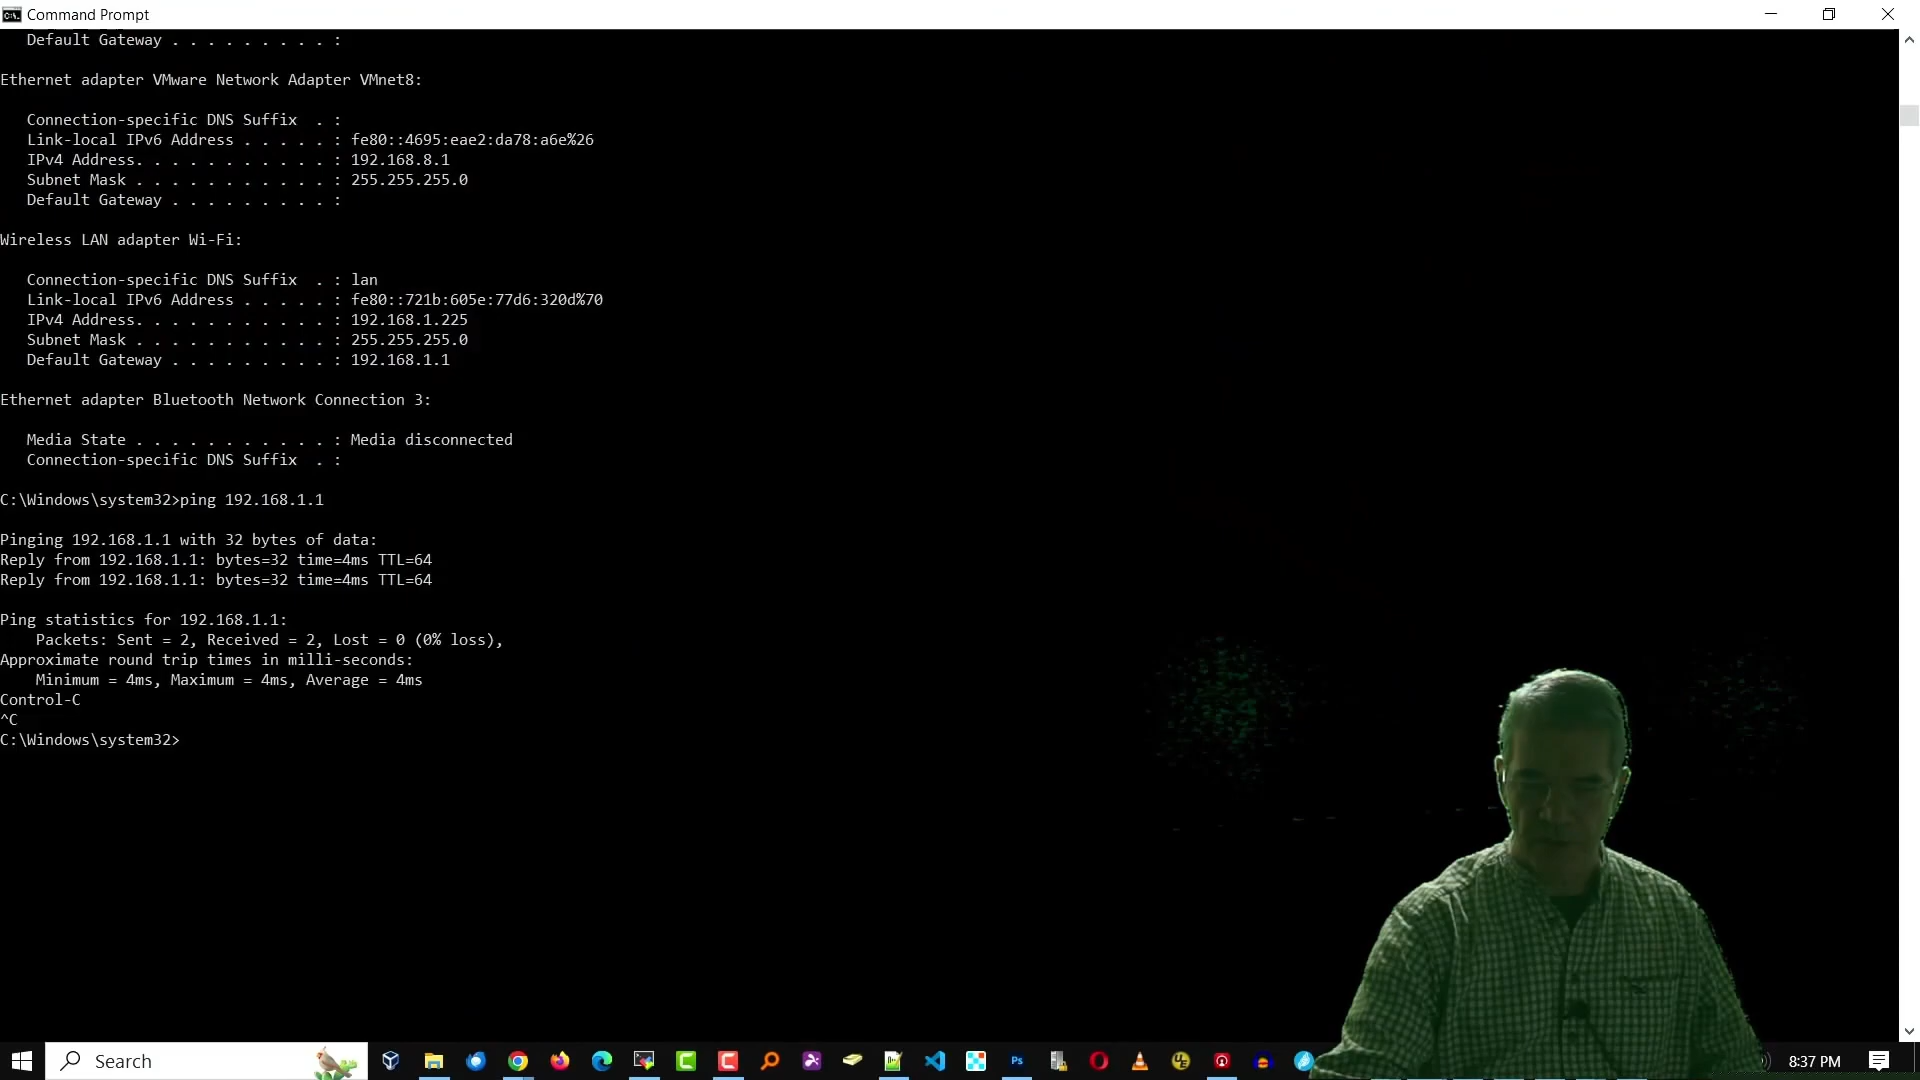 Command Prompt
Default Gateway . . . . . . . . . :
Ethernet adapter VMware Network Adapter VMnet8:
Connection-specific DNS Suffix  . :
Link-local IPv6 Address . . . . . : fe80::4695:eae2:da78:a6e%26
IPv4 Address. . . . . . . . . . . : 192.168.8.1
Subnet Mask . . . . . . . . . . . : 255.255.255.0
Default Gateway . . . . . . . . . :
Wireless LAN adapter Wi-Fi:
Connection-specific DNS Suffix  . : lan
Link-local IPv6 Address . . . . . : fe80::721b:605e:77d6:320d%70
IPv4 Address. . . . . . . . . . . : 192.168.1.225
Subnet Mask . . . . . . . . . . . : 255.255.255.0
Default Gateway . . . . . . . . . : 192.168.1.1
Ethernet adapter Bluetooth Network Connection 3:
Media State . . . . . . . . . . . : Media disconnected
Connection-specific DNS Suffix  . :
C:\Windows\system32>ping 192.168.1.1
Pinging 192.168.1.1 with 32 bytes of data:
Reply from 192.168.1.1: bytes=32 time=4ms TTL=64
Reply from 192.168.1.1: bytes=32 time=4ms TTL=64
Ping statistics for 192.168.1.1:
Packets: Sent = 2, Received = 2, Lost = 0 (0% loss),
Approximate round trip times in milli-seconds:
Minimum = 4ms, Maximum = 4ms, Average = 4ms
Control-C
^C
C:\Windows\system32>
Search
Ps
UE
8:37 PM